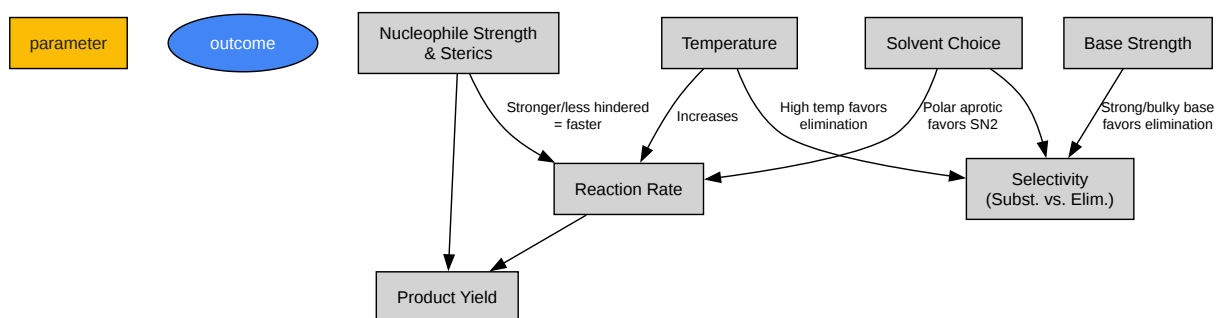 parameter
outcome
Nucleophile Strength
& Sterics
Temperature
Solvent Choice
Base Strength
Stronger/less hindered
= faster
Increases
High temp favors
elimination
Polar aprotic
favors SN2
Strong/bulky base
favors elimination
Reaction Rate
Selectivity
(Subst. vs. Elim.)
Product Yield